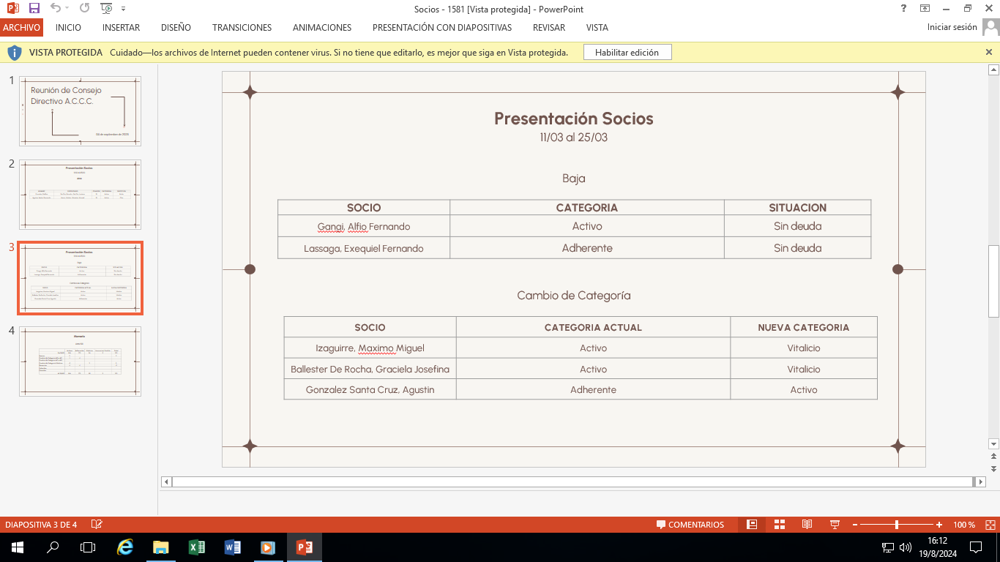 Socios - 1581 [Vista protegida] - PowerPoint
ARCHIVO INICIO INSERTAR DISEÑO TRANSICIONES ANIMACIONES PRESENTACIÓN CON DIAPOSITIVAS REVISAR VISTA Iniciar sesión
VISTA PROTEGIDA Cuidado—los archivos de Internet pueden contener virus. Si no tiene que editarlo, es mejor que siga en Vista protegida. Habilitar edición
1
Reunión de Consejo
Directivo A.C.C.C.
2
Presentación Socios
3
Presentación Socios
4
Presentación Socios
11/03 al 25/03
Baja
SOCIO CATEGORIA SITUACION
Gangi, Alfio Fernando Activo Sin deuda
Lassaga, Exequiel Fernando Adherente Sin deuda
Cambio de Categoría
SOCIO CATEGORIA ACTUAL NUEVA CATEGORIA
Izaguirre, Maximo Miguel Activo Vitalicio
Ballester De Rocha, Graciela Josefina Activo Vitalicio
Gonzalez Santa Cruz, Agustin Adherente Activo
DIAPOSITIVA 3 DE 4 COMENTARIOS 100 %
16:12
19/8/2024